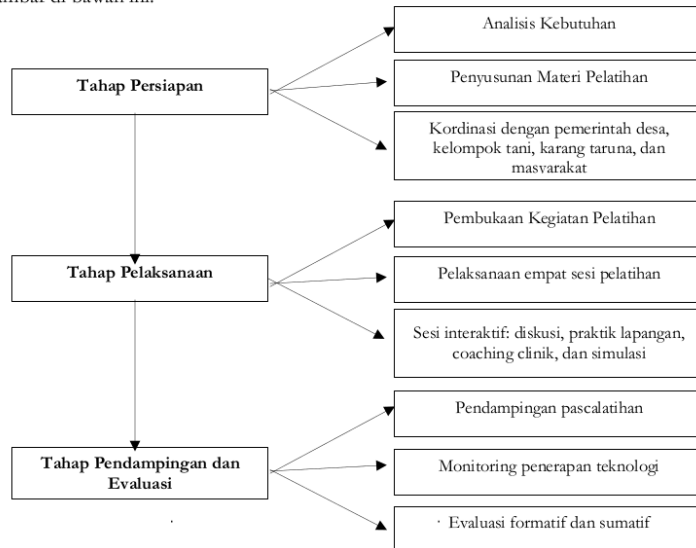 di bawah ini.
Analisis Kebutuhan
Tahap Persiapan
Penyusunan Materi Pelatihan
Kordinasi dengan pemerintah desa,
kelompok tani, karang taruna, dan
masyarakat
Pembukaan Kegiatan Pelatihan
Tahap Pelaksanaan
Pelaksanaan empat sesi pelatihan
Sesi interaktif: diskusi, praktik lapangan,
coaching clinik, dan simulasi
Pendampingan pascalatihan
Tahap Pendampingan dan
Evaluasi
Monitoring penerapan teknologi
· Evaluasi formatif dan sumatif